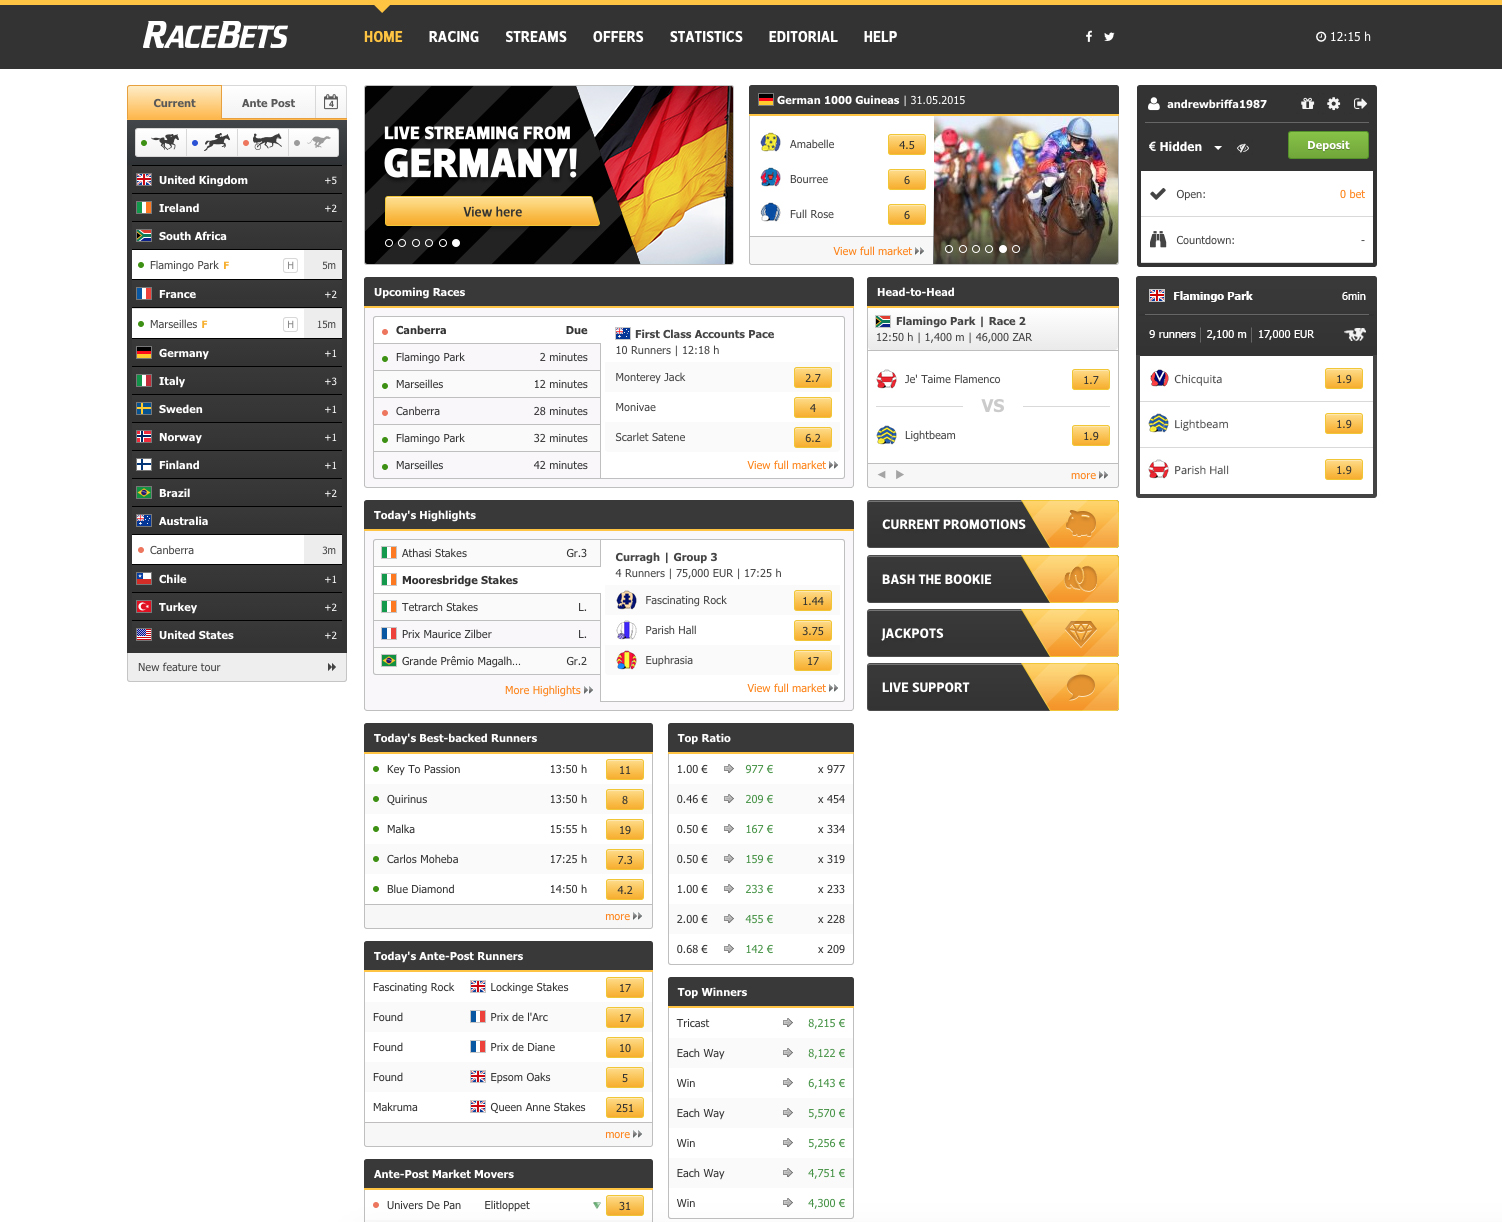 RACEBETS
HOME RACING STREAMS OFFERS STATISTICS EDITORIAL HELP
12:15 h
Current Ante Post 4
United Kingdom +5
Ireland +2
South Africa
Flamingo Park F H 5m
France +2
Marseilles F H 15m
Germany +1
Italy +3
Sweden +1
Norway +1
Finland +1
Brazil +2
Australia
Canberra 3m
Chile +1
Turkey +2
United States +2
New feature tour
LIVE STREAMING FROM
GERMANY!
View here
German 1000 Guineas | 31.05.2015
Amabelle 4.5
Bourree 6
Full Rose 6
View full market
andrewbriffa1987
€ Hidden Deposit
Open: 0 bet
Countdown: -
Flamingo Park 6min
9 runners | 2,100 m | 17,000 EUR
Chicquita 1.9
Lightbeam 1.9
Parish Hall 1.9
Upcoming Races
Canberra Due
Flamingo Park 2 minutes
Marseilles 12 minutes
Canberra 28 minutes
Flamingo Park 32 minutes
Marseilles 42 minutes
First Class Accounts Pace
10 Runners | 12:18 h
Monterey Jack 2.7
Monivae 4
Scarlet Satene 6.2
View full market
Head-to-Head
Flamingo Park | Race 2
12:50 h | 1,400 m | 46,000 ZAR
Je' Taime Flamenco 1.7
VS
Lightbeam 1.9
more
Today's Highlights
Athasi Stakes Gr.3
Mooresbridge Stakes
Tetrarch Stakes L.
Prix Maurice Zilber L.
Grande Prêmio Magalh... Gr.2
More Highlights
Curragh | Group 3
4 Runners | 75,000 EUR | 17:25 h
Fascinating Rock 1.44
Parish Hall 3.75
Euphrasia 17
View full market
CURRENT PROMOTIONS
BASH THE BOOKIE
JACKPOTS
LIVE SUPPORT
Today's Best-backed Runners
Key To Passion 13:50 h 11
Quirinus 13:50 h 8
Malka 15:55 h 19
Carlos Moheba 17:25 h 7.3
Blue Diamond 14:50 h 4.2
more
Top Ratio
1.00 € 977 € x 977
0.46 € 209 € x 454
0.50 € 167 € x 334
0.50 € 159 € x 319
1.00 € 233 € x 233
2.00 € 455 € x 228
0.68 € 142 € x 209
Today's Ante-Post Runners
Fascinating Rock Lockinge Stakes 17
Found Prix de l'Arc 17
Found Prix de Diane 10
Found Epsom Oaks 5
Makruma Queen Anne Stakes 251
more
Top Winners
Tricast 8,215 €
Each Way 8,122 €
Win 6,143 €
Each Way 5,570 €
Win 5,256 €
Each Way 4,751 €
Win 4,300 €
Ante-Post Market Movers
Univers De Pan Elitloppet 31